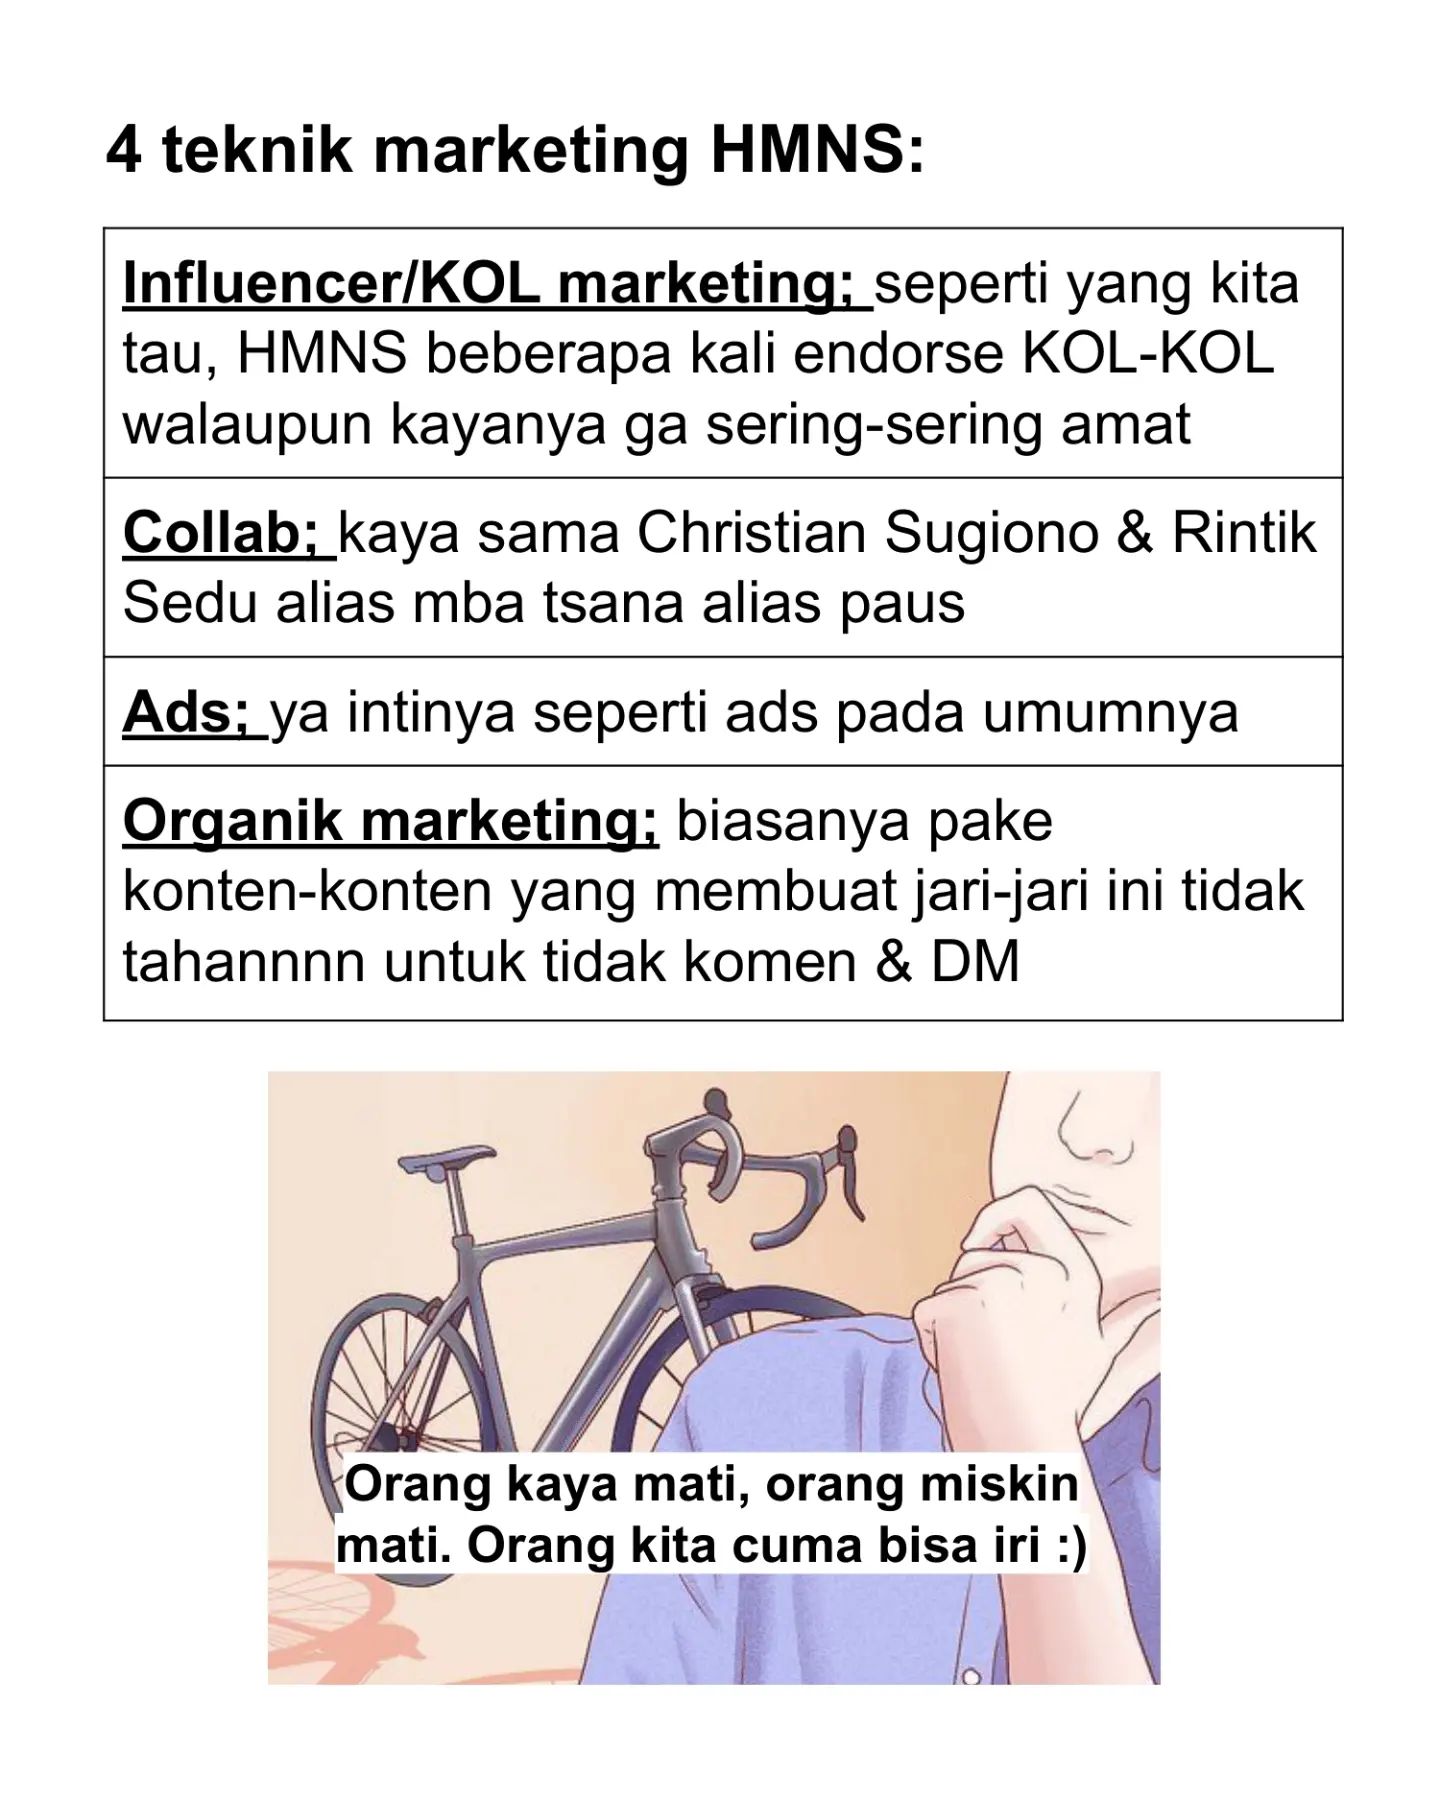 4 teknik marketing HMNS:
Influencer/KOL marketing; seperti yang kita
tau, HMNS beberapa kali endorse KOL-KOL
walaupun kayanya ga sering-sering amat
Collab; kaya sama Christian Sugiono & Rintik
Sedu alias mba tsana alias paus
Ads; ya intinya seperti ads pada umumnya
Organik marketing; biasanya pake
konten-konten yang membuat jari-jari ini tidak
tahannnn untuk tidak komen & DM
Orang kaya mati, orang miskin
mati. Orang kita cuma bisa iri :)